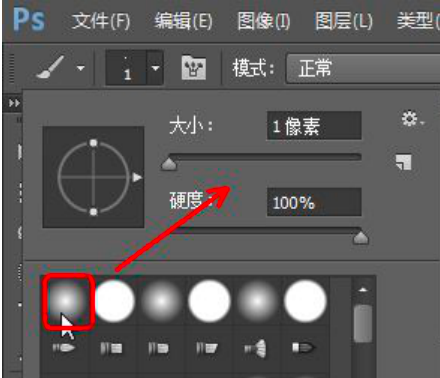 Ps 文件(F) 编辑(E) 图像(I) 图层(L) 类型(
1 模式： 正常
大小： 1像素
硬度： 100%